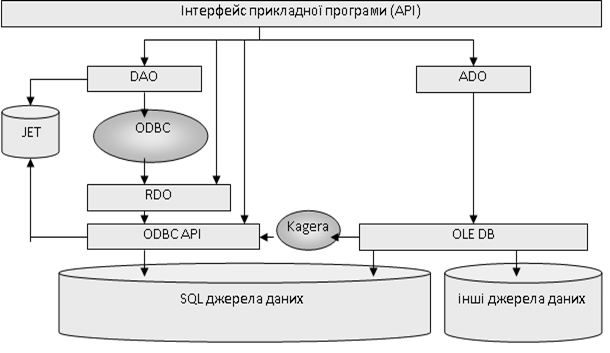 Інтерфейс прикладної програми (API)
DAO
ADO
JET
ODBC
RDO
ODBC API
Kagera
OLE DB
SQL джерела даних
інші джерела даних